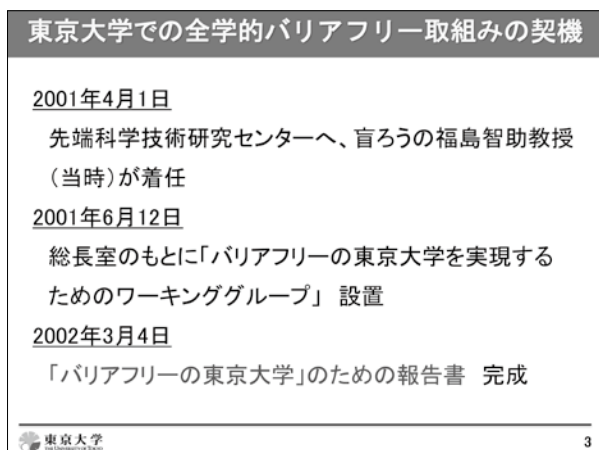 東京大学での全学的バリアフリー取組みの契機
2001年4月1日
先端科学技術研究センターへ、盲ろうの福島智助教授
（当時）が着任
2001年6月12日
総長室のもとに「バリアフリーの東京大学を実現する
ためのワーキンググループ」 設置
2002年3月4日
「バリアフリーの東京大学」のための報告書 完成
東京大学
THE UNIVERSITY OF TOKYO
3